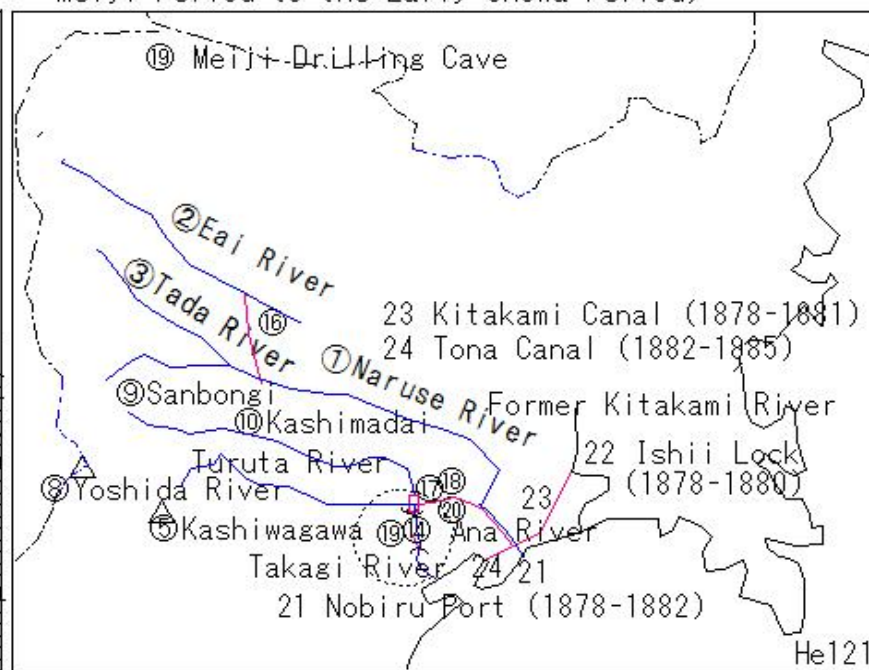 Meiji Period to the Early Showa Period)
⑲ Meiji Drilling Cave
②Eai River
③Tada River
⑯
23 Kitakami Canal (1878-1881)
24 Tona Canal (1882-1885)
①Naruse River
⑨Sanbongi
Former Kitakami River
⑩Kashimadai
Turuta River
22 Ishii Lock
(1878-1880)
⑧Yoshida River
⑰⑱
23
⑤Kashiwagawa
⑲⑭
⑳
Ana River
Takagi River
24
21
21 Nobiru Port (1878-1882)
He121